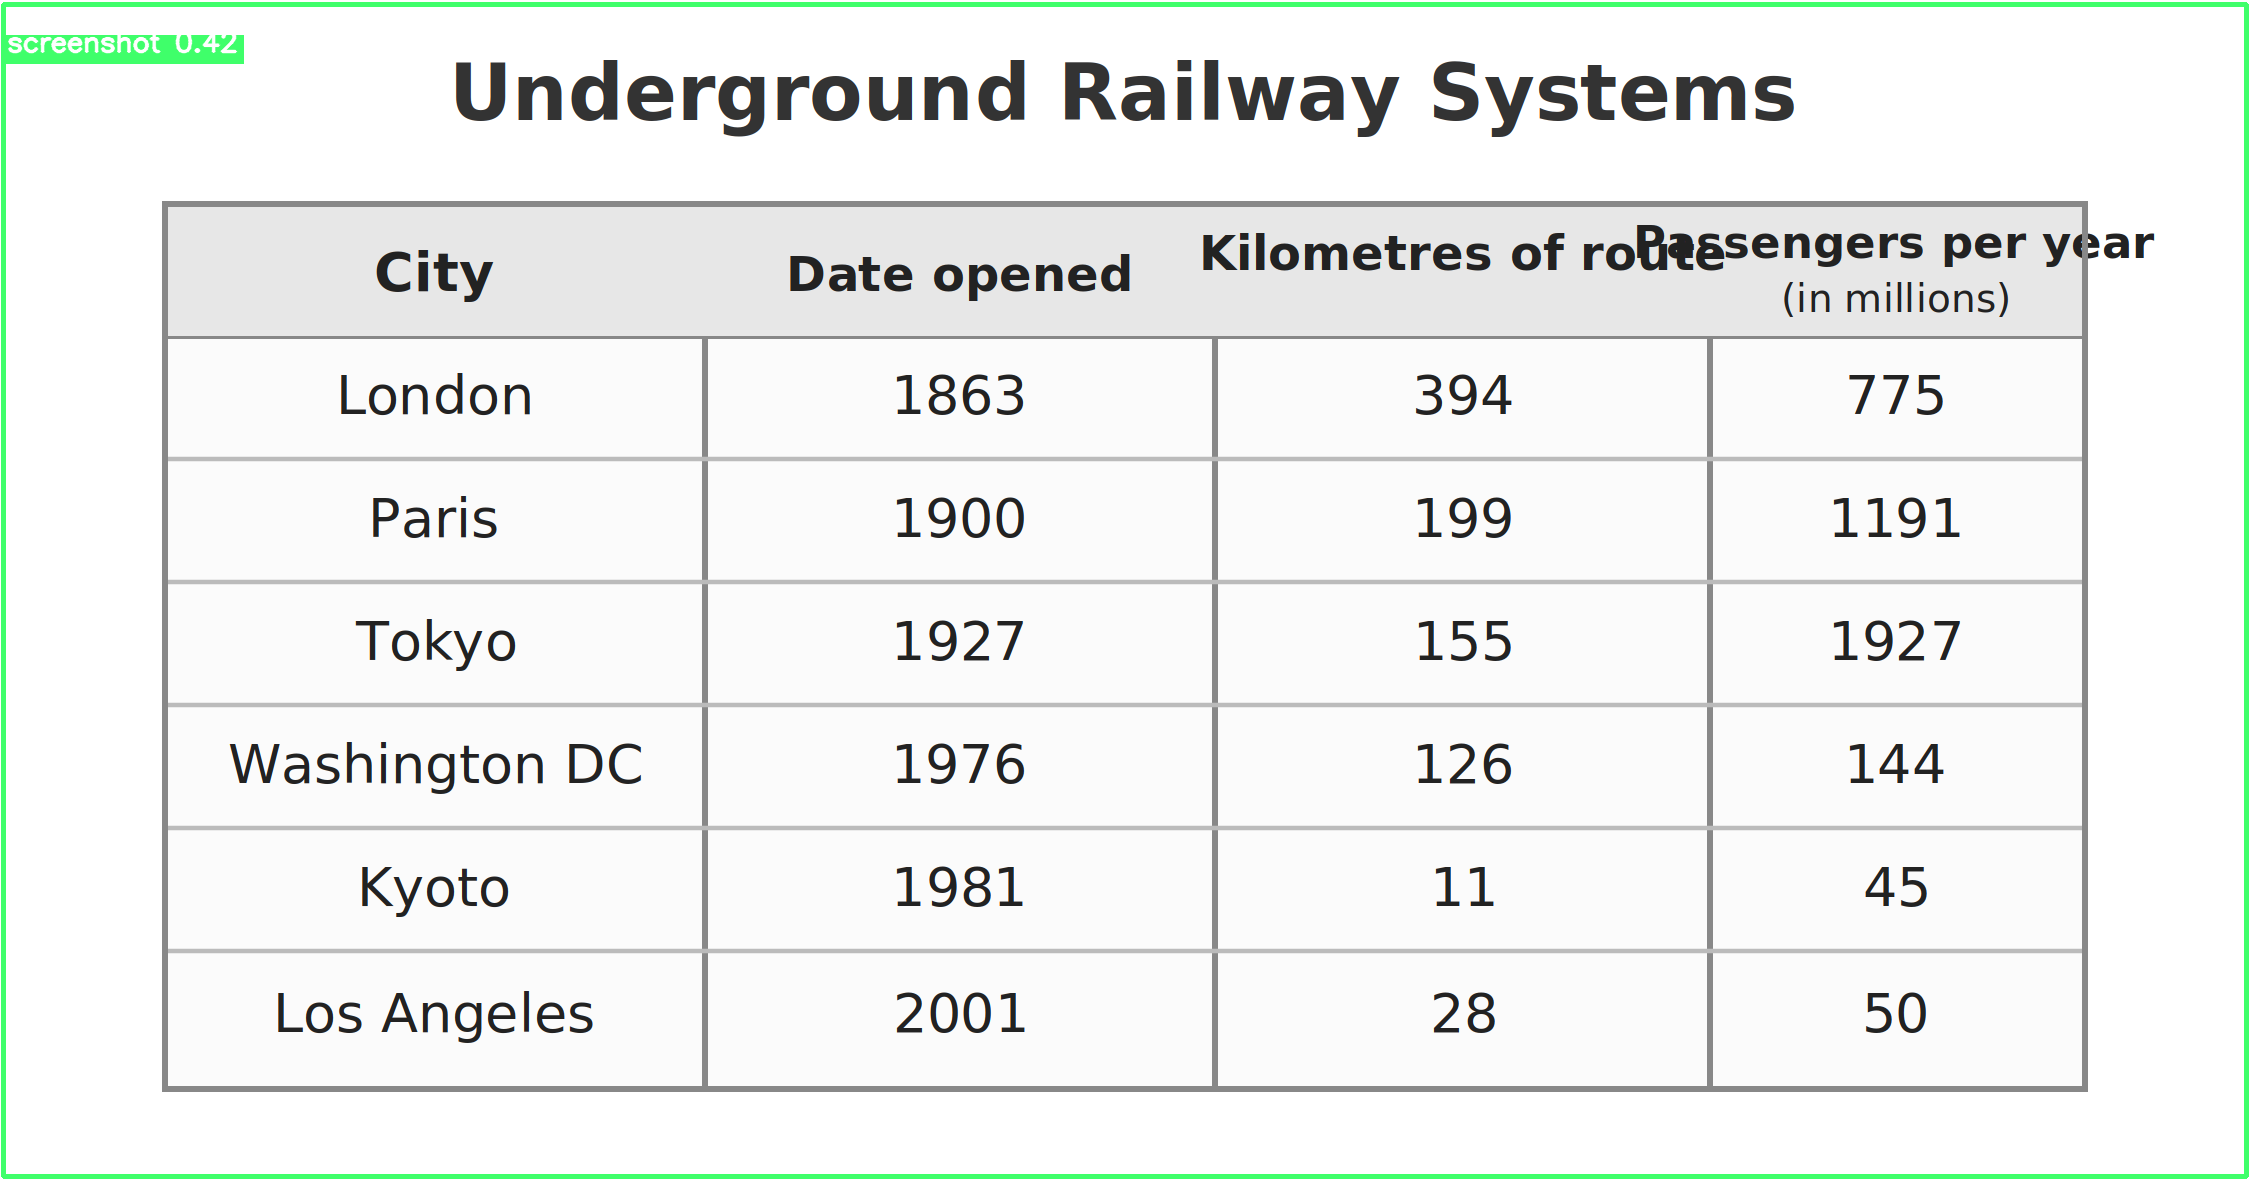 screenshot 0.42
Underground Railway Systems
City Date opened Kilometres of route Passengers per year
(in millions)
London 1863 394 775
Paris 1900 199 1191
Tokyo 1927 155 1927
Washington DC 1976 126 144
Kyoto 1981 11 45
Los Angeles 2001 28 50